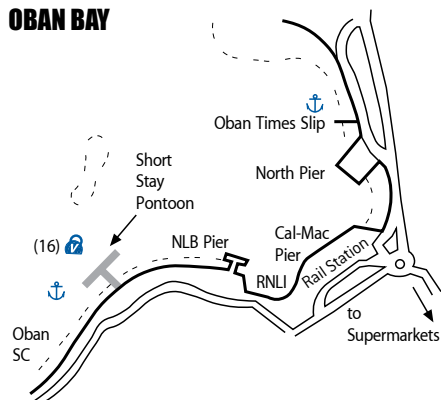 OBAN BAY
Oban Times Slip
North Pier
Short
Stay
Pontoon
(16) V
NLB Pier
Cal-Mac
Pier
Rail Station
RNLI
Oban
SC
to
Supermarkets